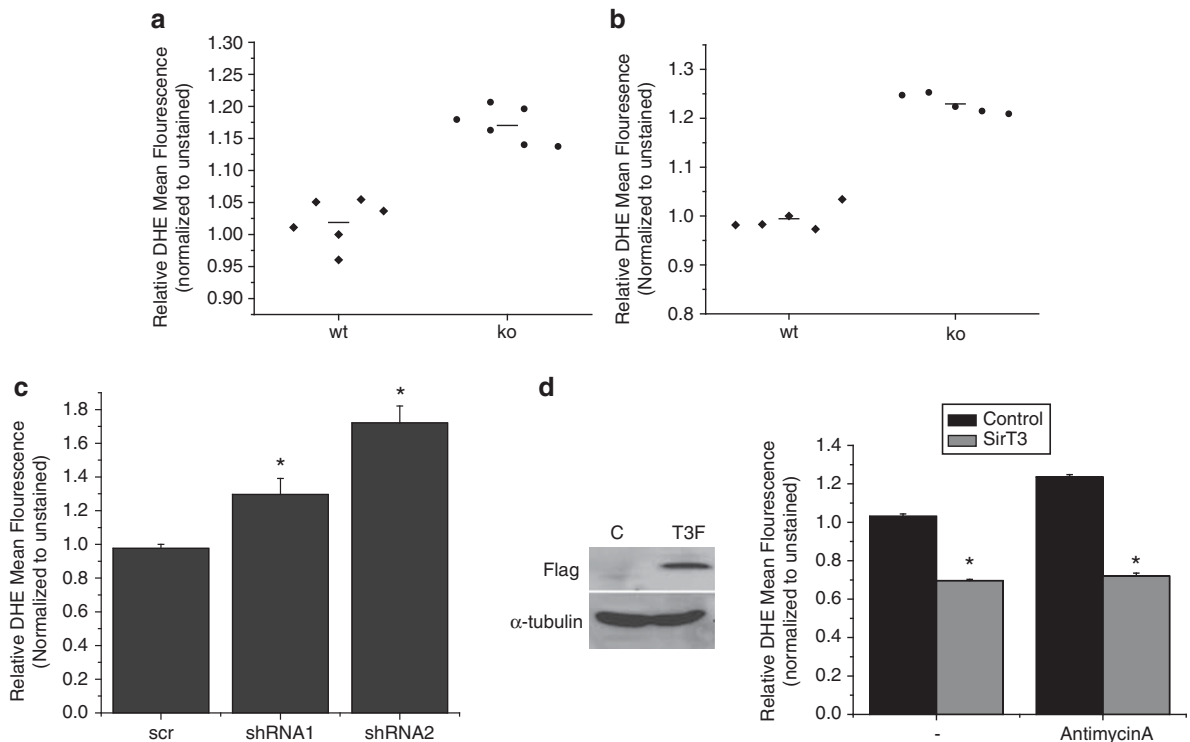 a
Relative DHE Mean Flourescence
(normalized to unstained)
1.30
1.25
1.20
1.15
1.10
1.05
1.00
0.95
0.90
wt
ko
b
Relative DHE Mean Flouresence
(Normalized to unstained)
1.3
1.2
1.1
1.0
0.9
0.8
wt
ko
c
Relative DHE Mean Flourescence
(Normalized to unstained)
1.8
1.6
1.4
1.2
1.0
0.8
0.6
0.4
0.2
0.0
*
*
scr
shRNA1
shRNA2
d
C
T3F
Flag
α-tubulin
Control
SirT3
Relative DHE Mean Flourescence
(normalized to unstained)
1.4
1.2
1.0
0.8
0.6
0.4
0.2
0.0
*
*
-
AntimycinA